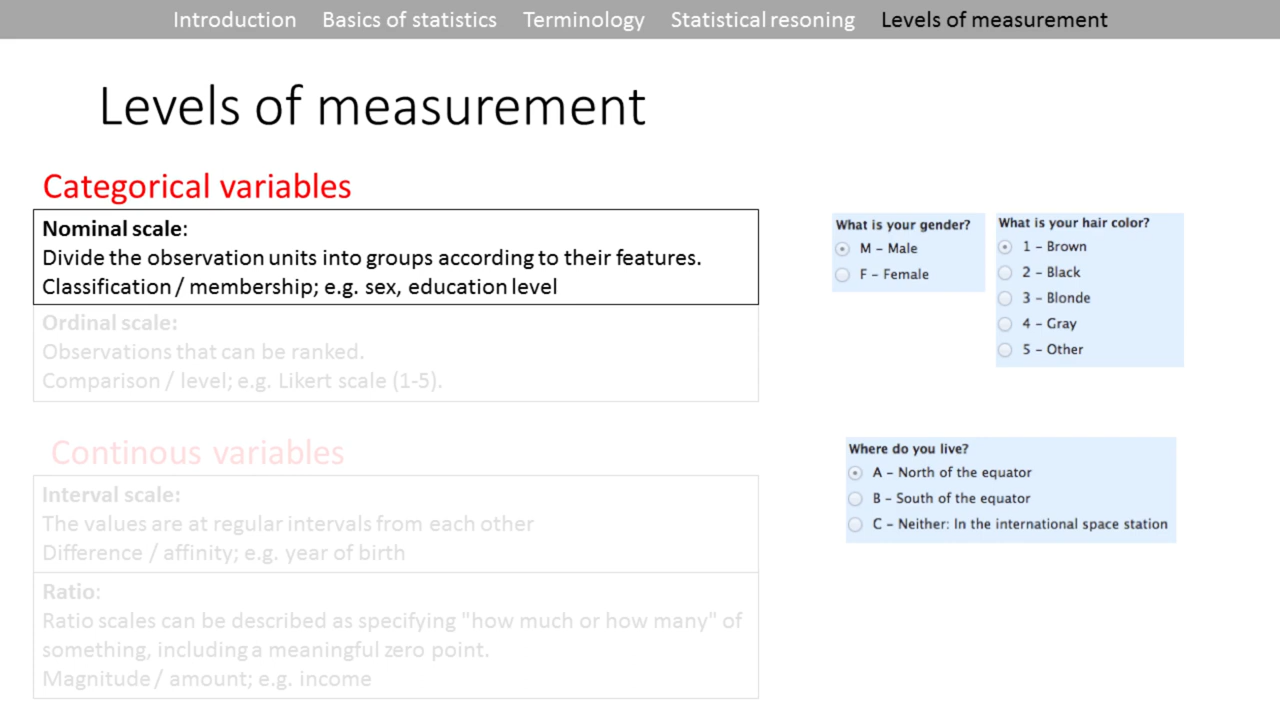 Introduction Basics of statistics Terminology Statistical resoning Levels of measurement
Levels of measurement
Categorical variables
Nominal scale:
Divide the observation units into groups according to their features.
Classification / membership; e.g. sex, education level
Ordinal scale:
Observations that can be ranked.
Comparison / level; e.g. Likert scale (1-5).
Continous variables
Interval scale:
The values are at regular intervals from each other
Difference / affinity; e.g. year of birth
Ratio:
Ratio scales can be described as specifying "how much or how many" of
something, including a meaningful zero point.
Magnitude / amount; e.g. income
What is your gender?
M – Male
F – Female
What is your hair color?
1 – Brown
2 – Black
3 – Blonde
4 – Gray
5 – Other
Where do you live?
A – North of the equator
B – South of the equator
C – Neither: In the international space station